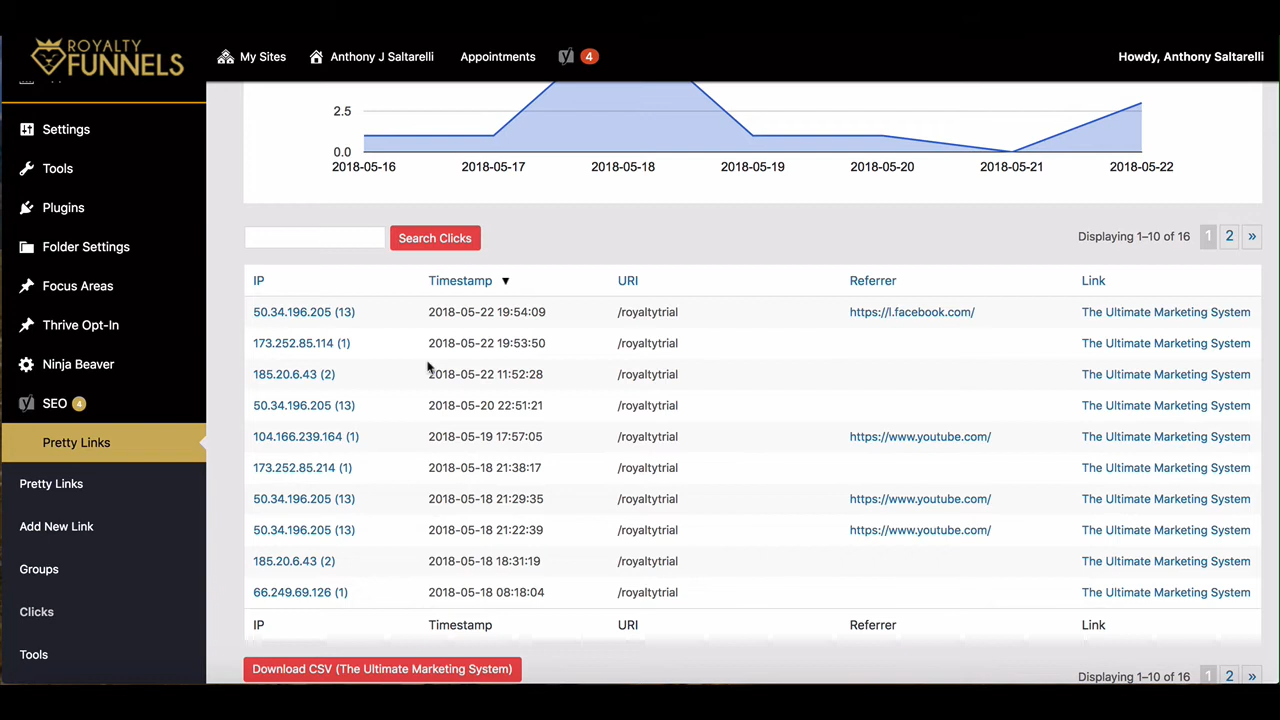 ROYALTY
FUNNELS
My Sites
Anthony J Saltarelli
Appointments
4
Howdy, Anthony Saltarelli
Settings
Tools
Plugins
Folder Settings
Focus Areas
Thrive Opt-In
Ninja Beaver
SEO 4
Pretty Links
Pretty Links
Add New Link
Groups
Clicks
Tools
2.5
0.0
2018-05-16 2018-05-17 2018-05-18 2018-05-19 2018-05-20 2018-05-21 2018-05-22
Search Clicks
Displaying 1–10 of 16 1 2 »
IP Timestamp ▼ URI Referrer Link
50.34.196.205 (13) 2018-05-22 19:54:09 /royaltytrial https://l.facebook.com/ The Ultimate Marketing System
173.252.85.114 (1) 2018-05-22 19:53:50 /royaltytrial The Ultimate Marketing System
185.20.6.43 (2) 2018-05-22 11:52:28 /royaltytrial The Ultimate Marketing System
50.34.196.205 (13) 2018-05-20 22:51:21 /royaltytrial The Ultimate Marketing System
104.166.239.164 (1) 2018-05-19 17:57:05 /royaltytrial https://www.youtube.com/ The Ultimate Marketing System
173.252.85.214 (1) 2018-05-18 21:38:17 /royaltytrial The Ultimate Marketing System
50.34.196.205 (13) 2018-05-18 21:29:35 /royaltytrial https://www.youtube.com/ The Ultimate Marketing System
50.34.196.205 (13) 2018-05-18 21:22:39 /royaltytrial https://www.youtube.com/ The Ultimate Marketing System
185.20.6.43 (2) 2018-05-18 18:31:19 /royaltytrial The Ultimate Marketing System
66.249.69.126 (1) 2018-05-18 08:18:04 /royaltytrial The Ultimate Marketing System
IP Timestamp URI Referrer Link
Download CSV (The Ultimate Marketing System)
Displaying 1–10 of 16 1 2 »